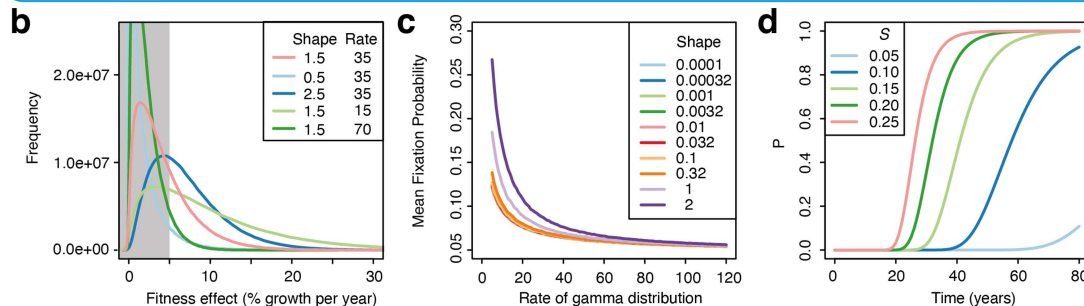 b
Frequency
2.0e+07
1.0e+07
0.0e+00
Shape Rate
1.5 35
0.5 35
2.5 35
1.5 15
1.5 70
0 10 20 30
Fitness effect (% growth per year)
c
Mean Fixation Probability
0.30
0.25
0.20
0.15
0.10
0.05
Shape
0.0001
0.00032
0.001
0.0032
0.01
0.032
0.1
0.32
1
2
0 20 40 60 80 100 120
Rate of gamma distribution
d
P
1.0
0.8
0.6
0.4
0.2
0.0
S
0.05
0.10
0.15
0.20
0.25
0 20 40 60 80
Time (years)